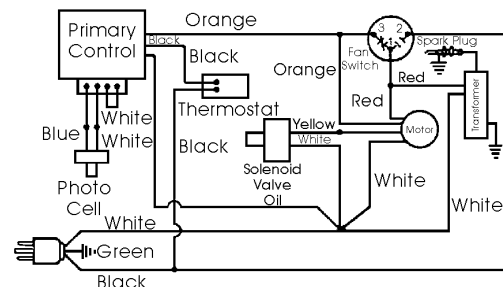 Primary
Control
Orange
Black
Black
Orange
3 2
1
Fan
Switch
Spark Plug
Red
Red
Thermostat
White
White
Blue
Black
Yellow
White
Motor
Transformer
Solenoid
Valve
Oil
Photo
Cell
White
White
White
Green
Black